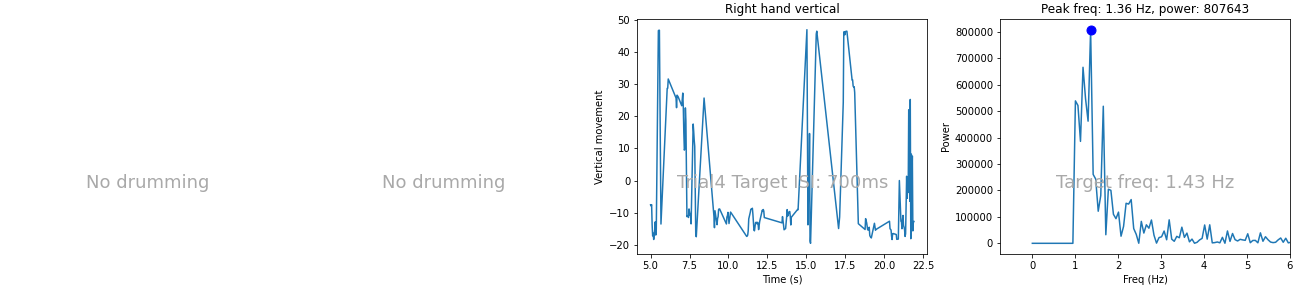 No drumming
No drumming
Right hand vertical
Vertical movement
50
40
30
20
10
0
−10
−20
Trial4 Target ISI: 700ms
5.0 7.5 10.0 12.5 15.0 17.5 20.0 22.5
Time (s)
Peak freq: 1.36 Hz, power: 807643
Power
800000
700000
600000
500000
400000
300000
200000
100000
0
Target freq: 1.43 Hz
0 1 2 3 4 5 6
Freq (Hz)